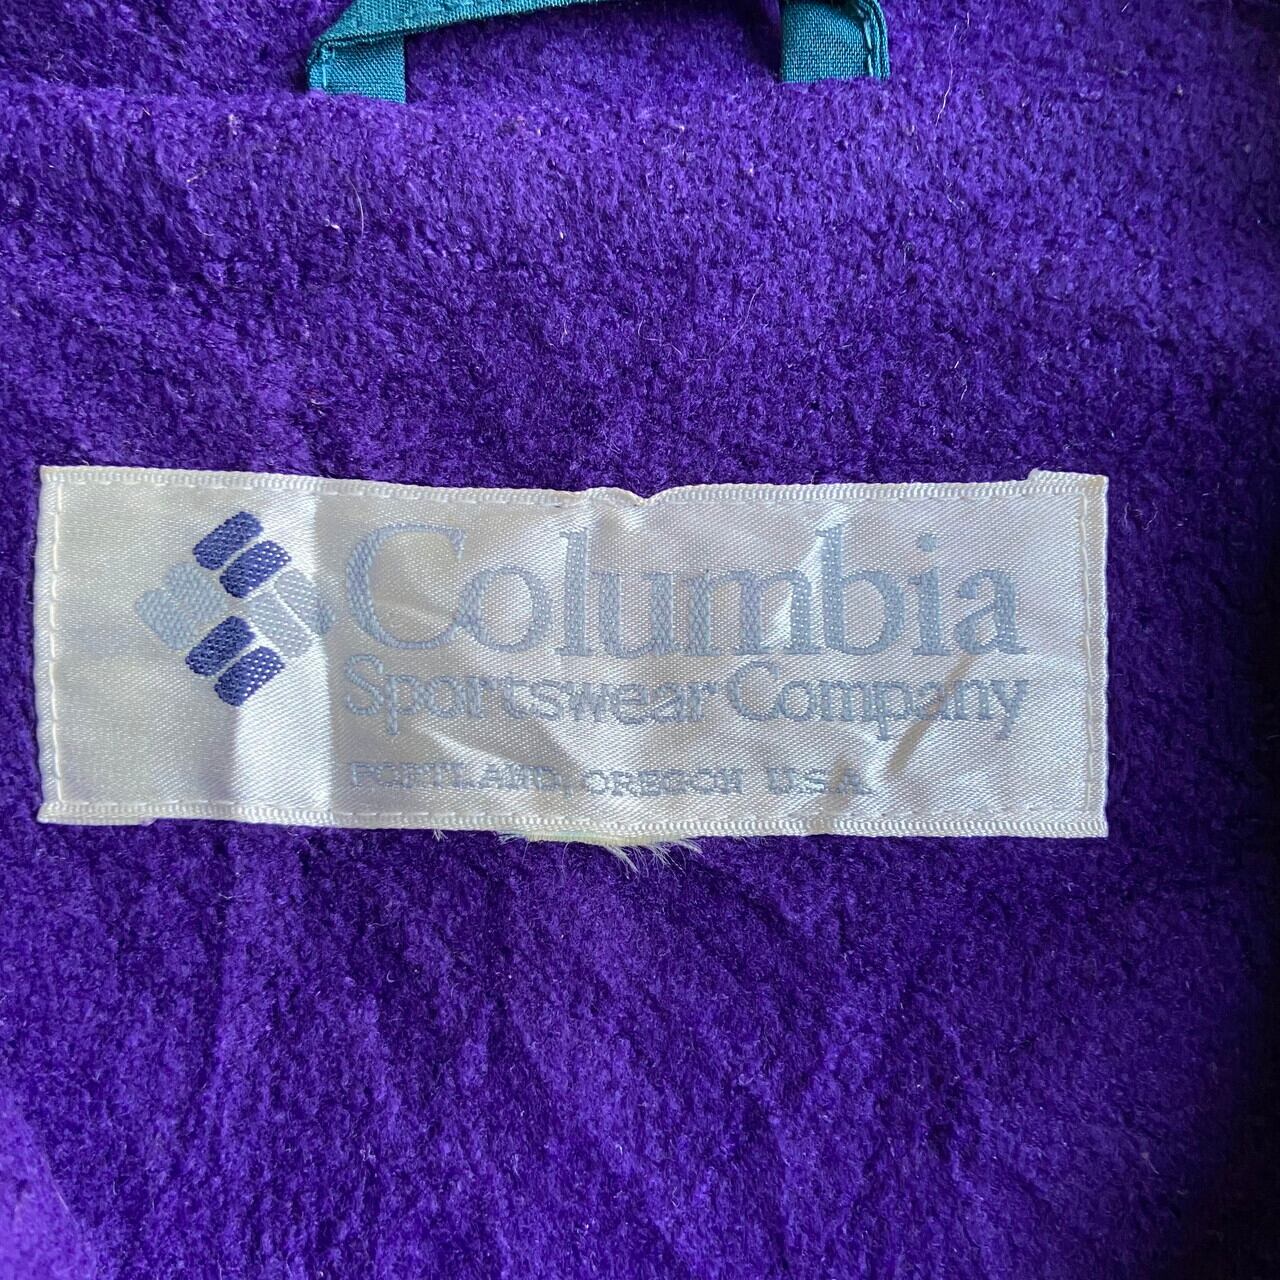 Columbia
Sportswear Company
PORTLAND, OREGON U.S.A.